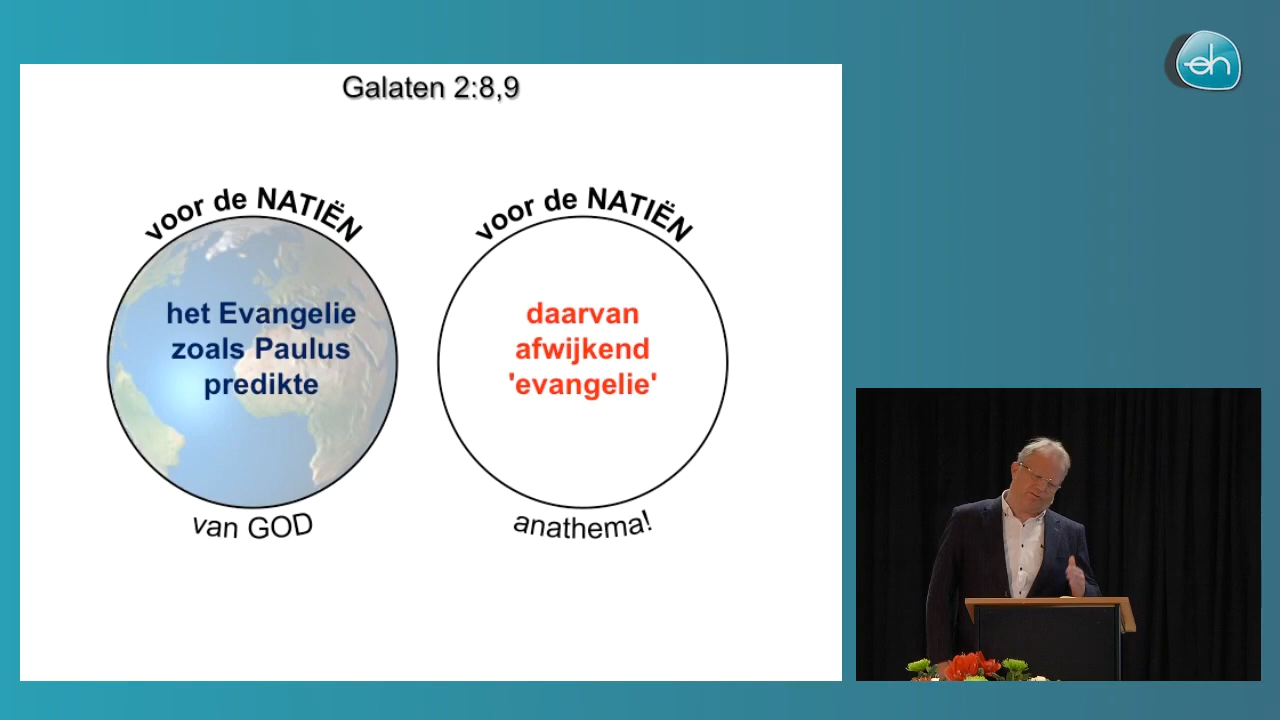 eh
Galaten 2:8,9
voor de NATIËN
het Evangelie
zoals Paulus
predikte
van GOD
voor de NATIËN
daarvan
afwijkend
'evangelie'
anathema!